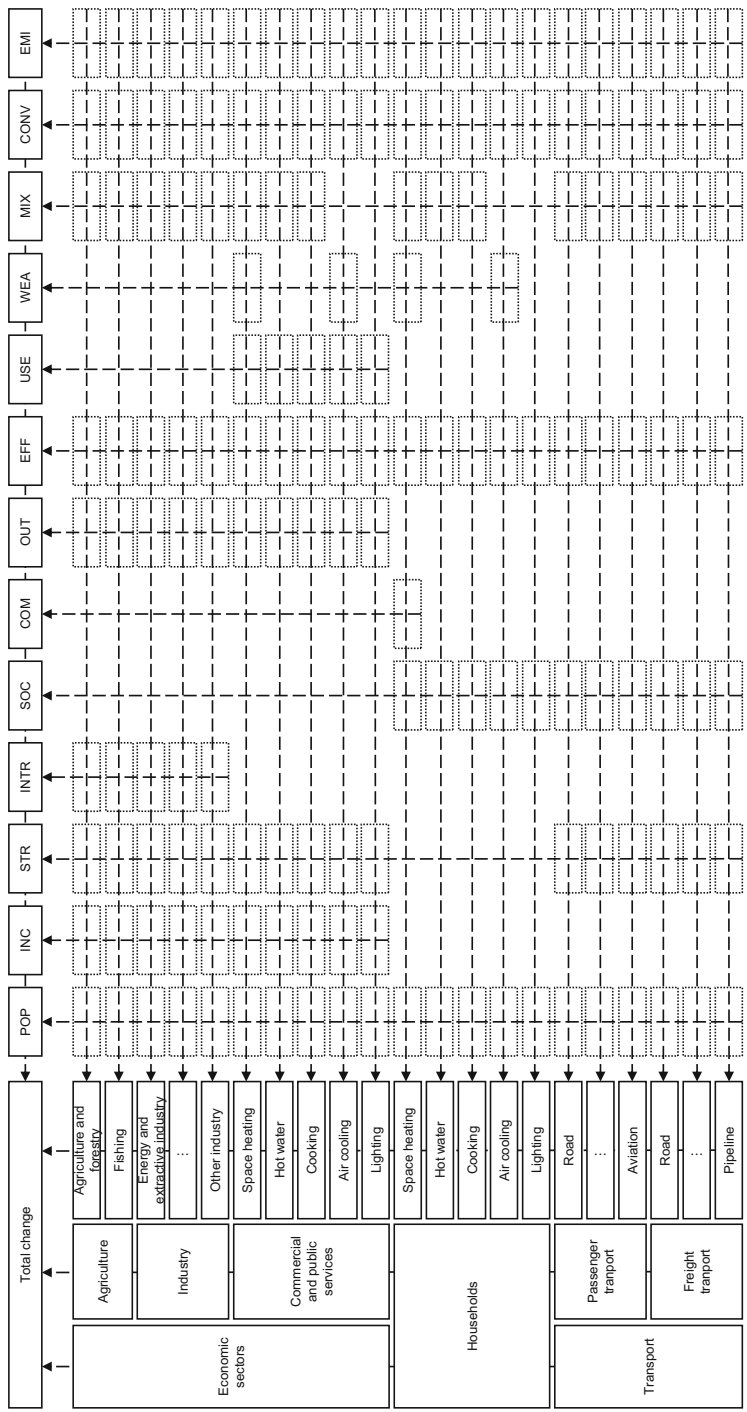 Total change
POP
INC
STR
INTR
SOC
COM
OUT
EFF
USE
WEA
MIX
CONV
EMI
Economic
sectors
Agriculture
Agriculture and
forestry
Fishing
Industry
Energy and
extractive industry
...
Other industry
Commercial
and public
services
Space heating
Hot water
Cooking
Air cooling
Lighting
Households
Space heating
Hot water
Cooking
Air cooling
Lighting
Transport
Passenger
tranport
Road
...
Aviation
Freight
tranport
Road
...
Pipeline